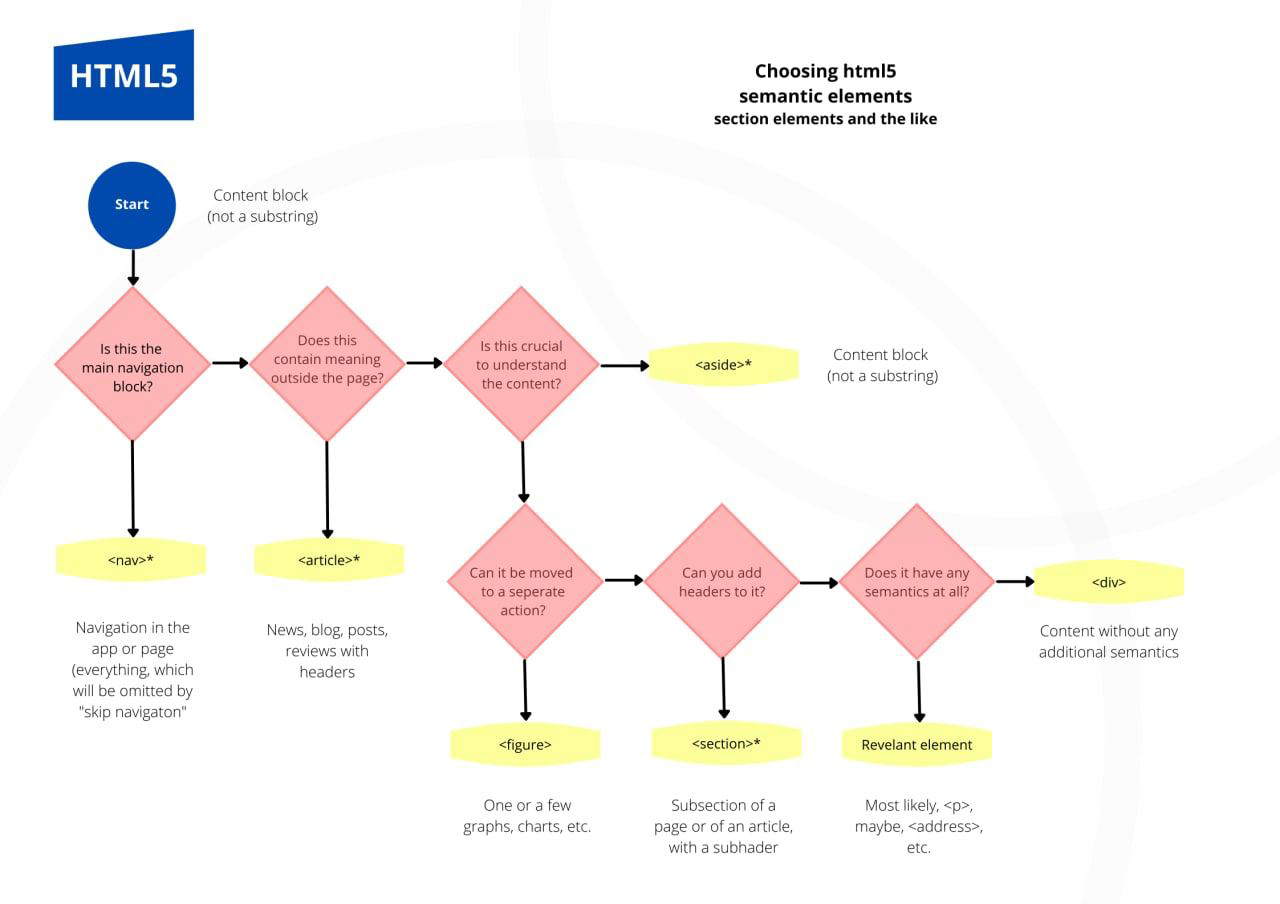 HTML5
Choosing html5
semantic elements
section elements and the like
Start
Content block
(not a substring)
Is this the
main navigation
block?
Does this
contain meaning
outside the page?
Is this crucial
to understand
the content?
<aside>*
Content block
(not a substring)
<nav>*
Navigation in the
app or page
(everything, which
will be omitted by
"skip navigaton"
<article>*
News, blog, posts,
reviews with
headers
Can it be moved
to a seperate
action?
Can you add
headers to it?
Does it have any
semantics at all?
<div>
Content without any
additional semantics
<figure>
One or a few
graphs, charts, etc.
<section>*
Subsection of a
page or of an article,
with a subhader
Revelant element
Most likely, <p>,
maybe, <address>,
etc.